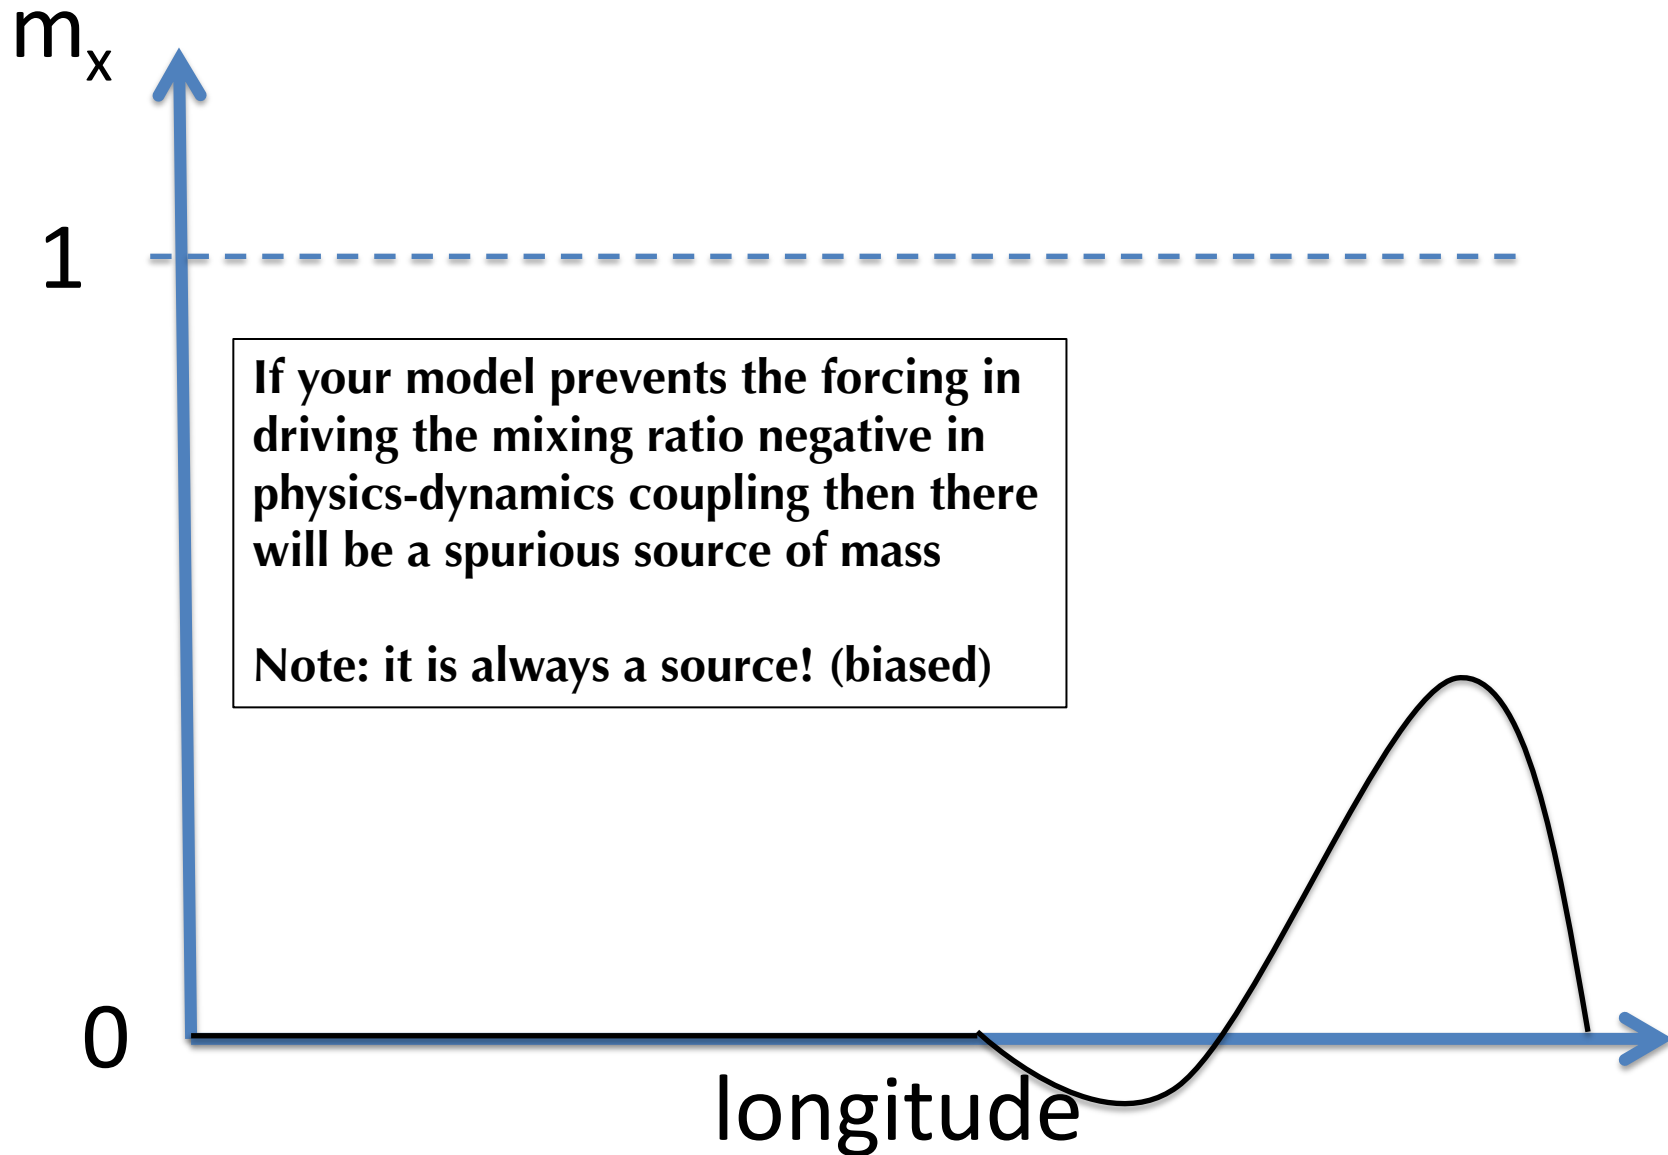 mx
1
If your model prevents the forcing in
driving the mixing ratio negative in
physics-dynamics coupling then there
will be a spurious source of mass
Note: it is always a source! (biased)
0
longitude